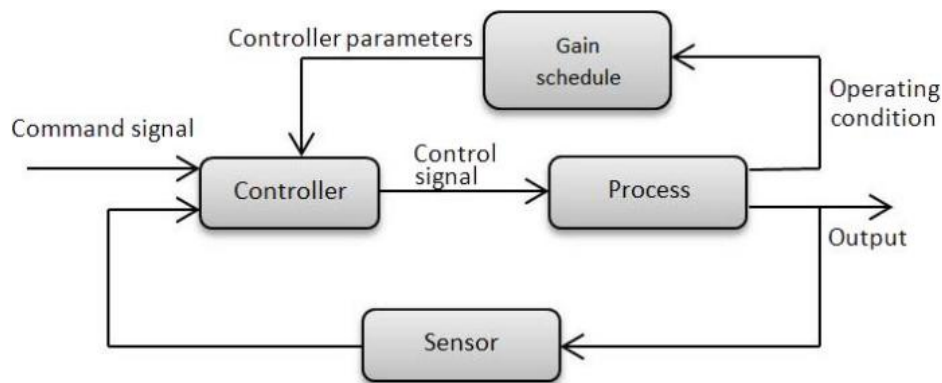 Controller parameters
Gain
schedule
Operating
condition
Command signal
Control
signal
Controller
Process
Output
Sensor